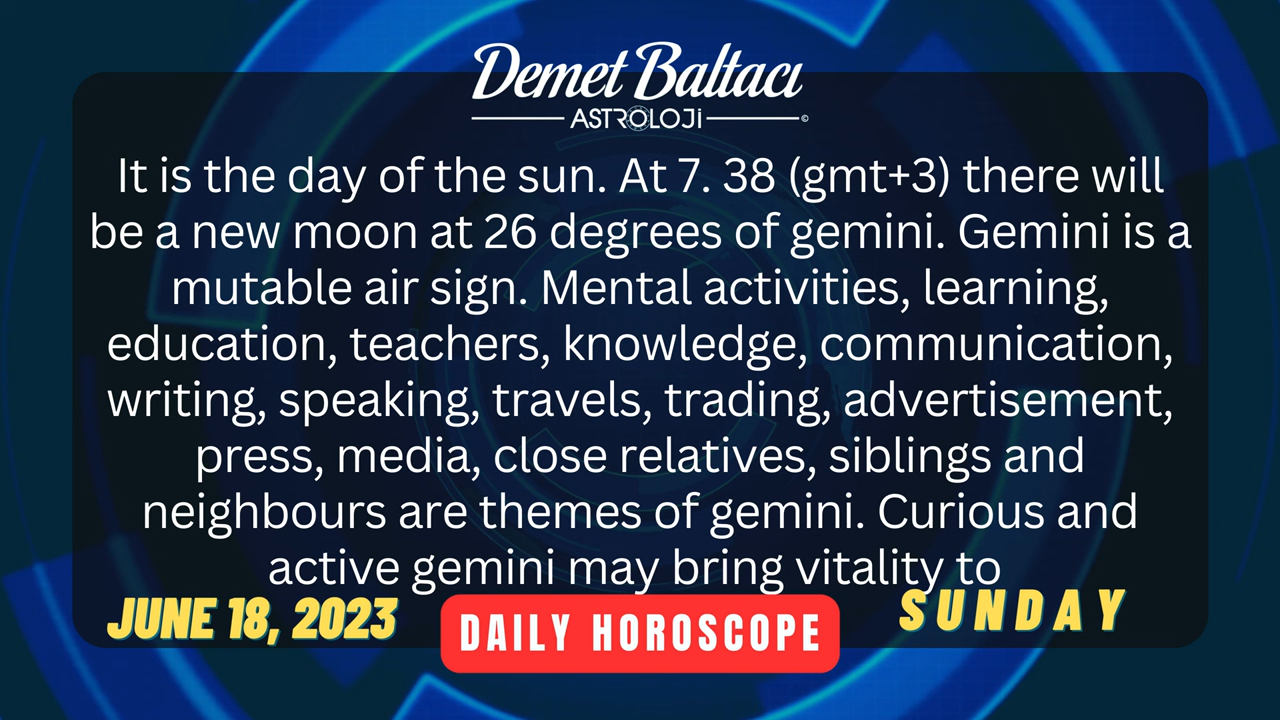 Demet Baltacı
ASTROLOJi ©
It is the day of the sun. At 7. 38 (gmt+3) there will
be a new moon at 26 degrees of gemini. Gemini is a
mutable air sign. Mental activities, learning,
education, teachers, knowledge, communication,
writing, speaking, travels, trading, advertisement,
press, media, close relatives, siblings and
neighbours are themes of gemini. Curious and
active gemini may bring vitality to
JUNE 18, 2023
DAILY HOROSCOPE
SUNDAY